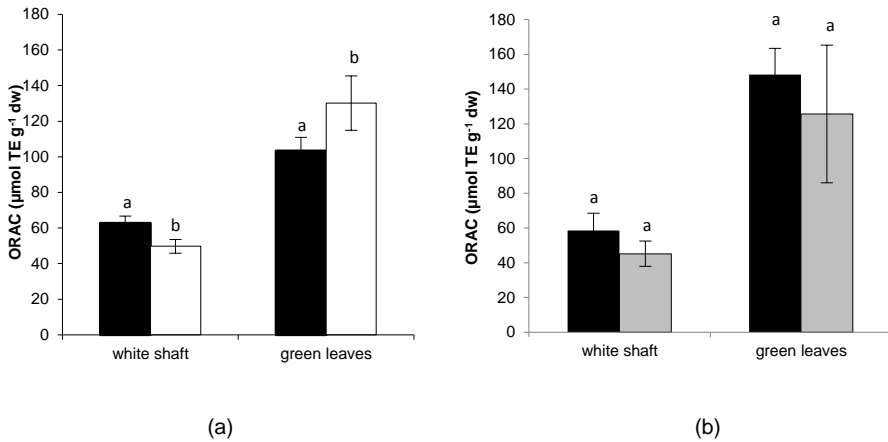 ORAC (µmol TE g⁻¹ dw)
180
160
140
120
100
80
60
40
20
0
a
b
a
b
white shaft
green leaves
(a)
ORAC (µmol TE g⁻¹ dw)
180
160
140
120
100
80
60
40
20
0
a
a
a
a
white shaft
green leaves
(b)